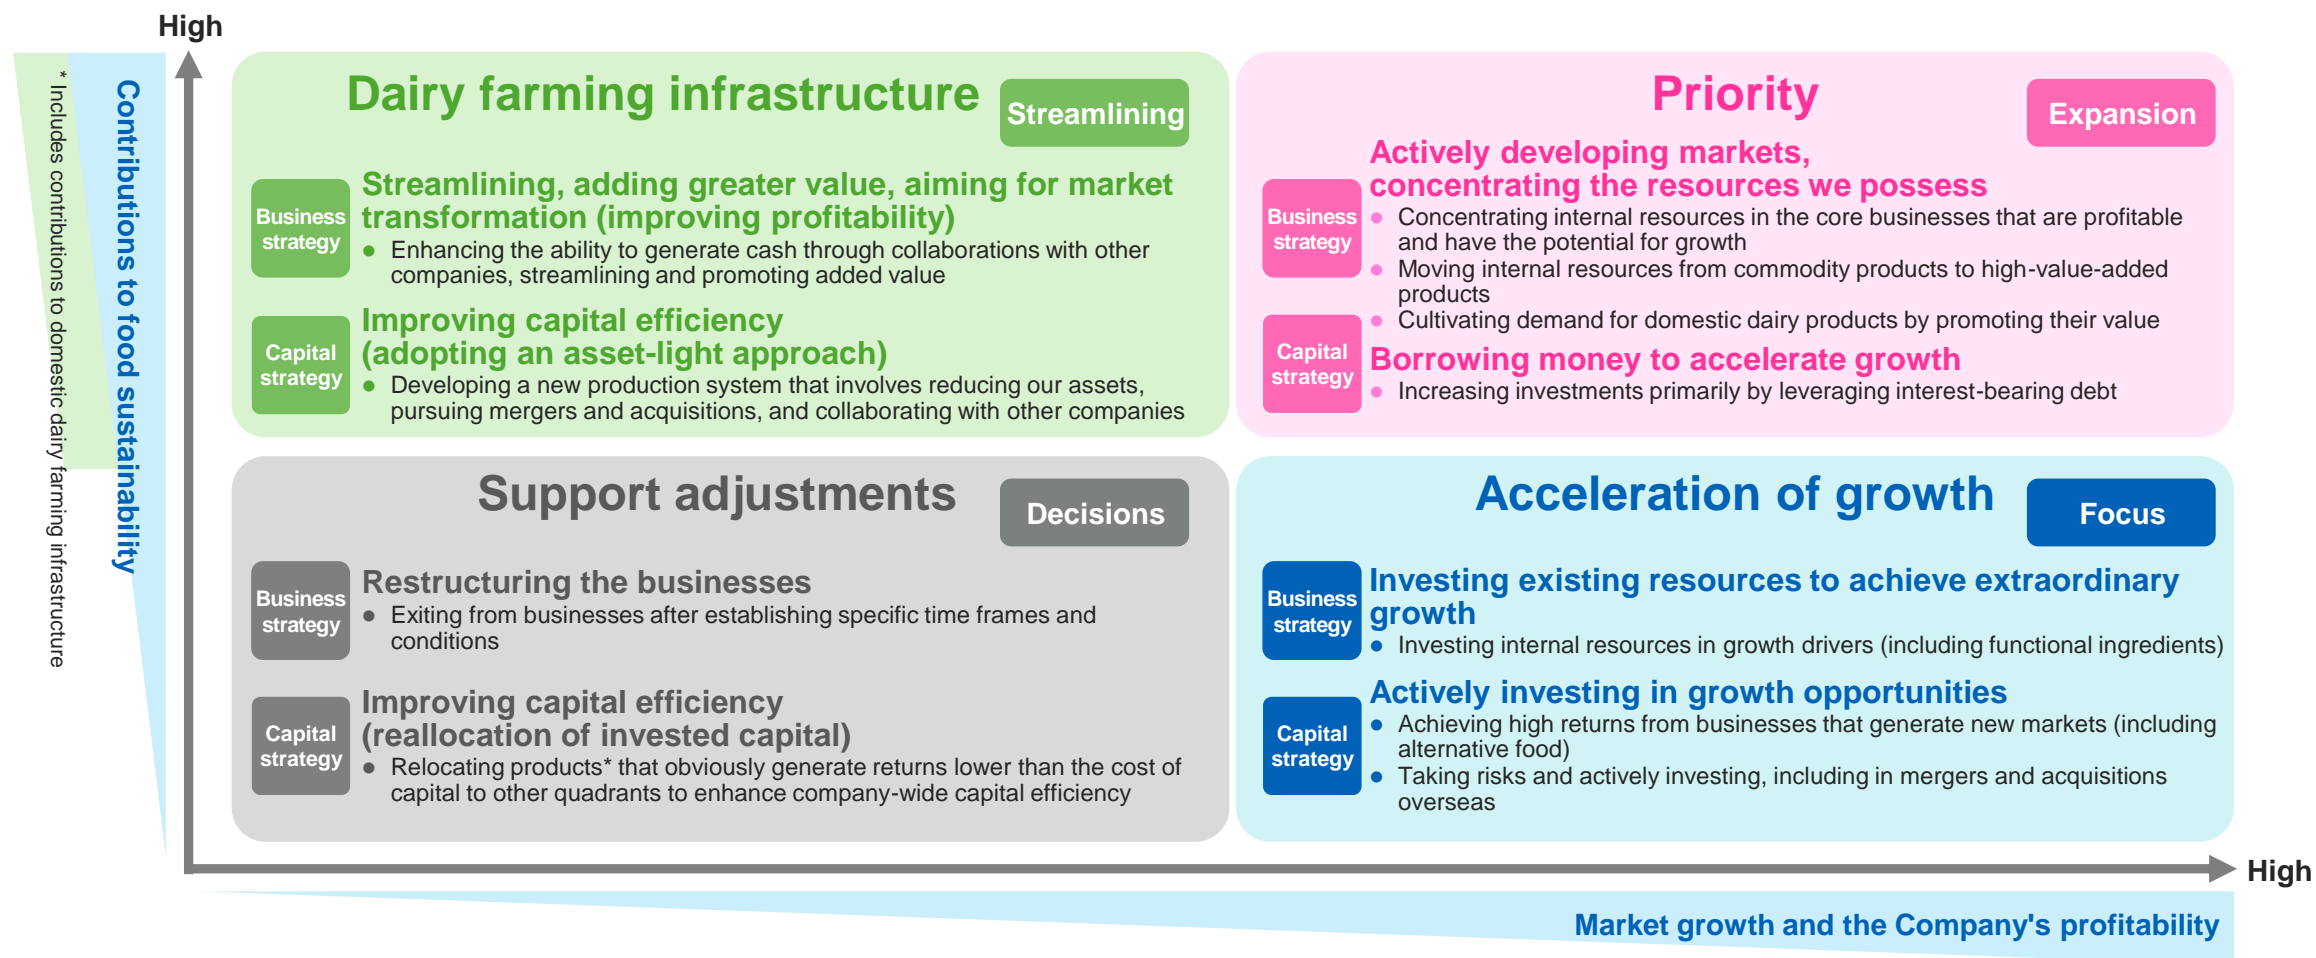 High
Contributions to food sustainability
* Includes contributions to domestic dairy farming infrastructure
Dairy farming infrastructure
Streamlining
Business
strategy
Streamlining, adding greater value, aiming for market
transformation (improving profitability)
● Enhancing the ability to generate cash through collaborations with other
companies, streamlining and promoting added value
Capital
strategy
Improving capital efficiency
(adopting an asset-light approach)
● Developing a new production system that involves reducing our assets,
pursuing mergers and acquisitions, and collaborating with other companies
Priority
Expansion
Business
strategy
Actively developing markets,
concentrating the resources we possess
● Concentrating internal resources in the core businesses that are profitable
and have the potential for growth
● Moving internal resources from commodity products to high-value-added
products
● Cultivating demand for domestic dairy products by promoting their value
Capital
strategy
Borrowing money to accelerate growth
● Increasing investments primarily by leveraging interest-bearing debt
Support adjustments
Decisions
Business
strategy
Restructuring the businesses
● Exiting from businesses after establishing specific time frames and
conditions
Capital
strategy
Improving capital efficiency
(reallocation of invested capital)
● Relocating products* that obviously generate returns lower than the cost of
capital to other quadrants to enhance company-wide capital efficiency
Acceleration of growth
Focus
Business
strategy
Investing existing resources to achieve extraordinary
growth
● Investing internal resources in growth drivers (including functional ingredients)
Capital
strategy
Actively investing in growth opportunities
● Achieving high returns from businesses that generate new markets (including
alternative food)
● Taking risks and actively investing, including in mergers and acquisitions
overseas
High
Market growth and the Company's profitability